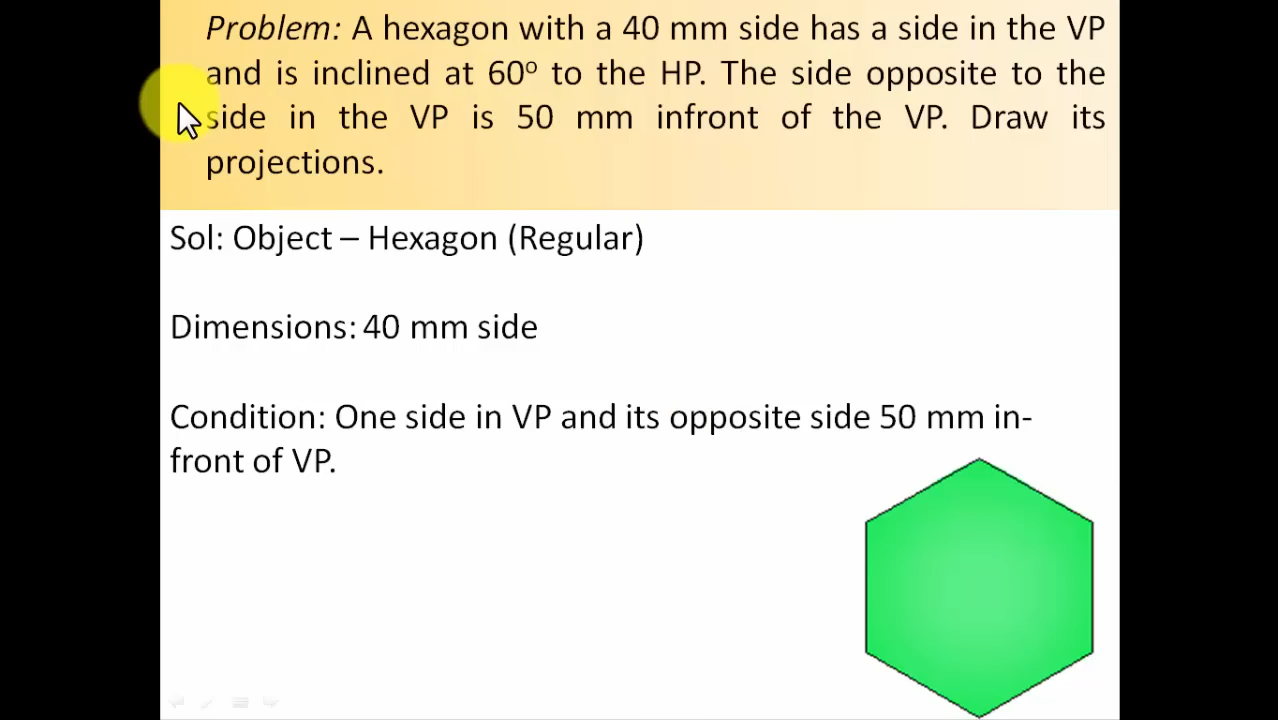 Problem: A hexagon with a 40 mm side has a side in the VP
and is inclined at 60º to the HP. The side opposite to the
side in the VP is 50 mm infront of the VP. Draw its
projections.
Sol: Object – Hexagon (Regular)
Dimensions: 40 mm side
Condition: One side in VP and its opposite side 50 mm in-
front of VP.